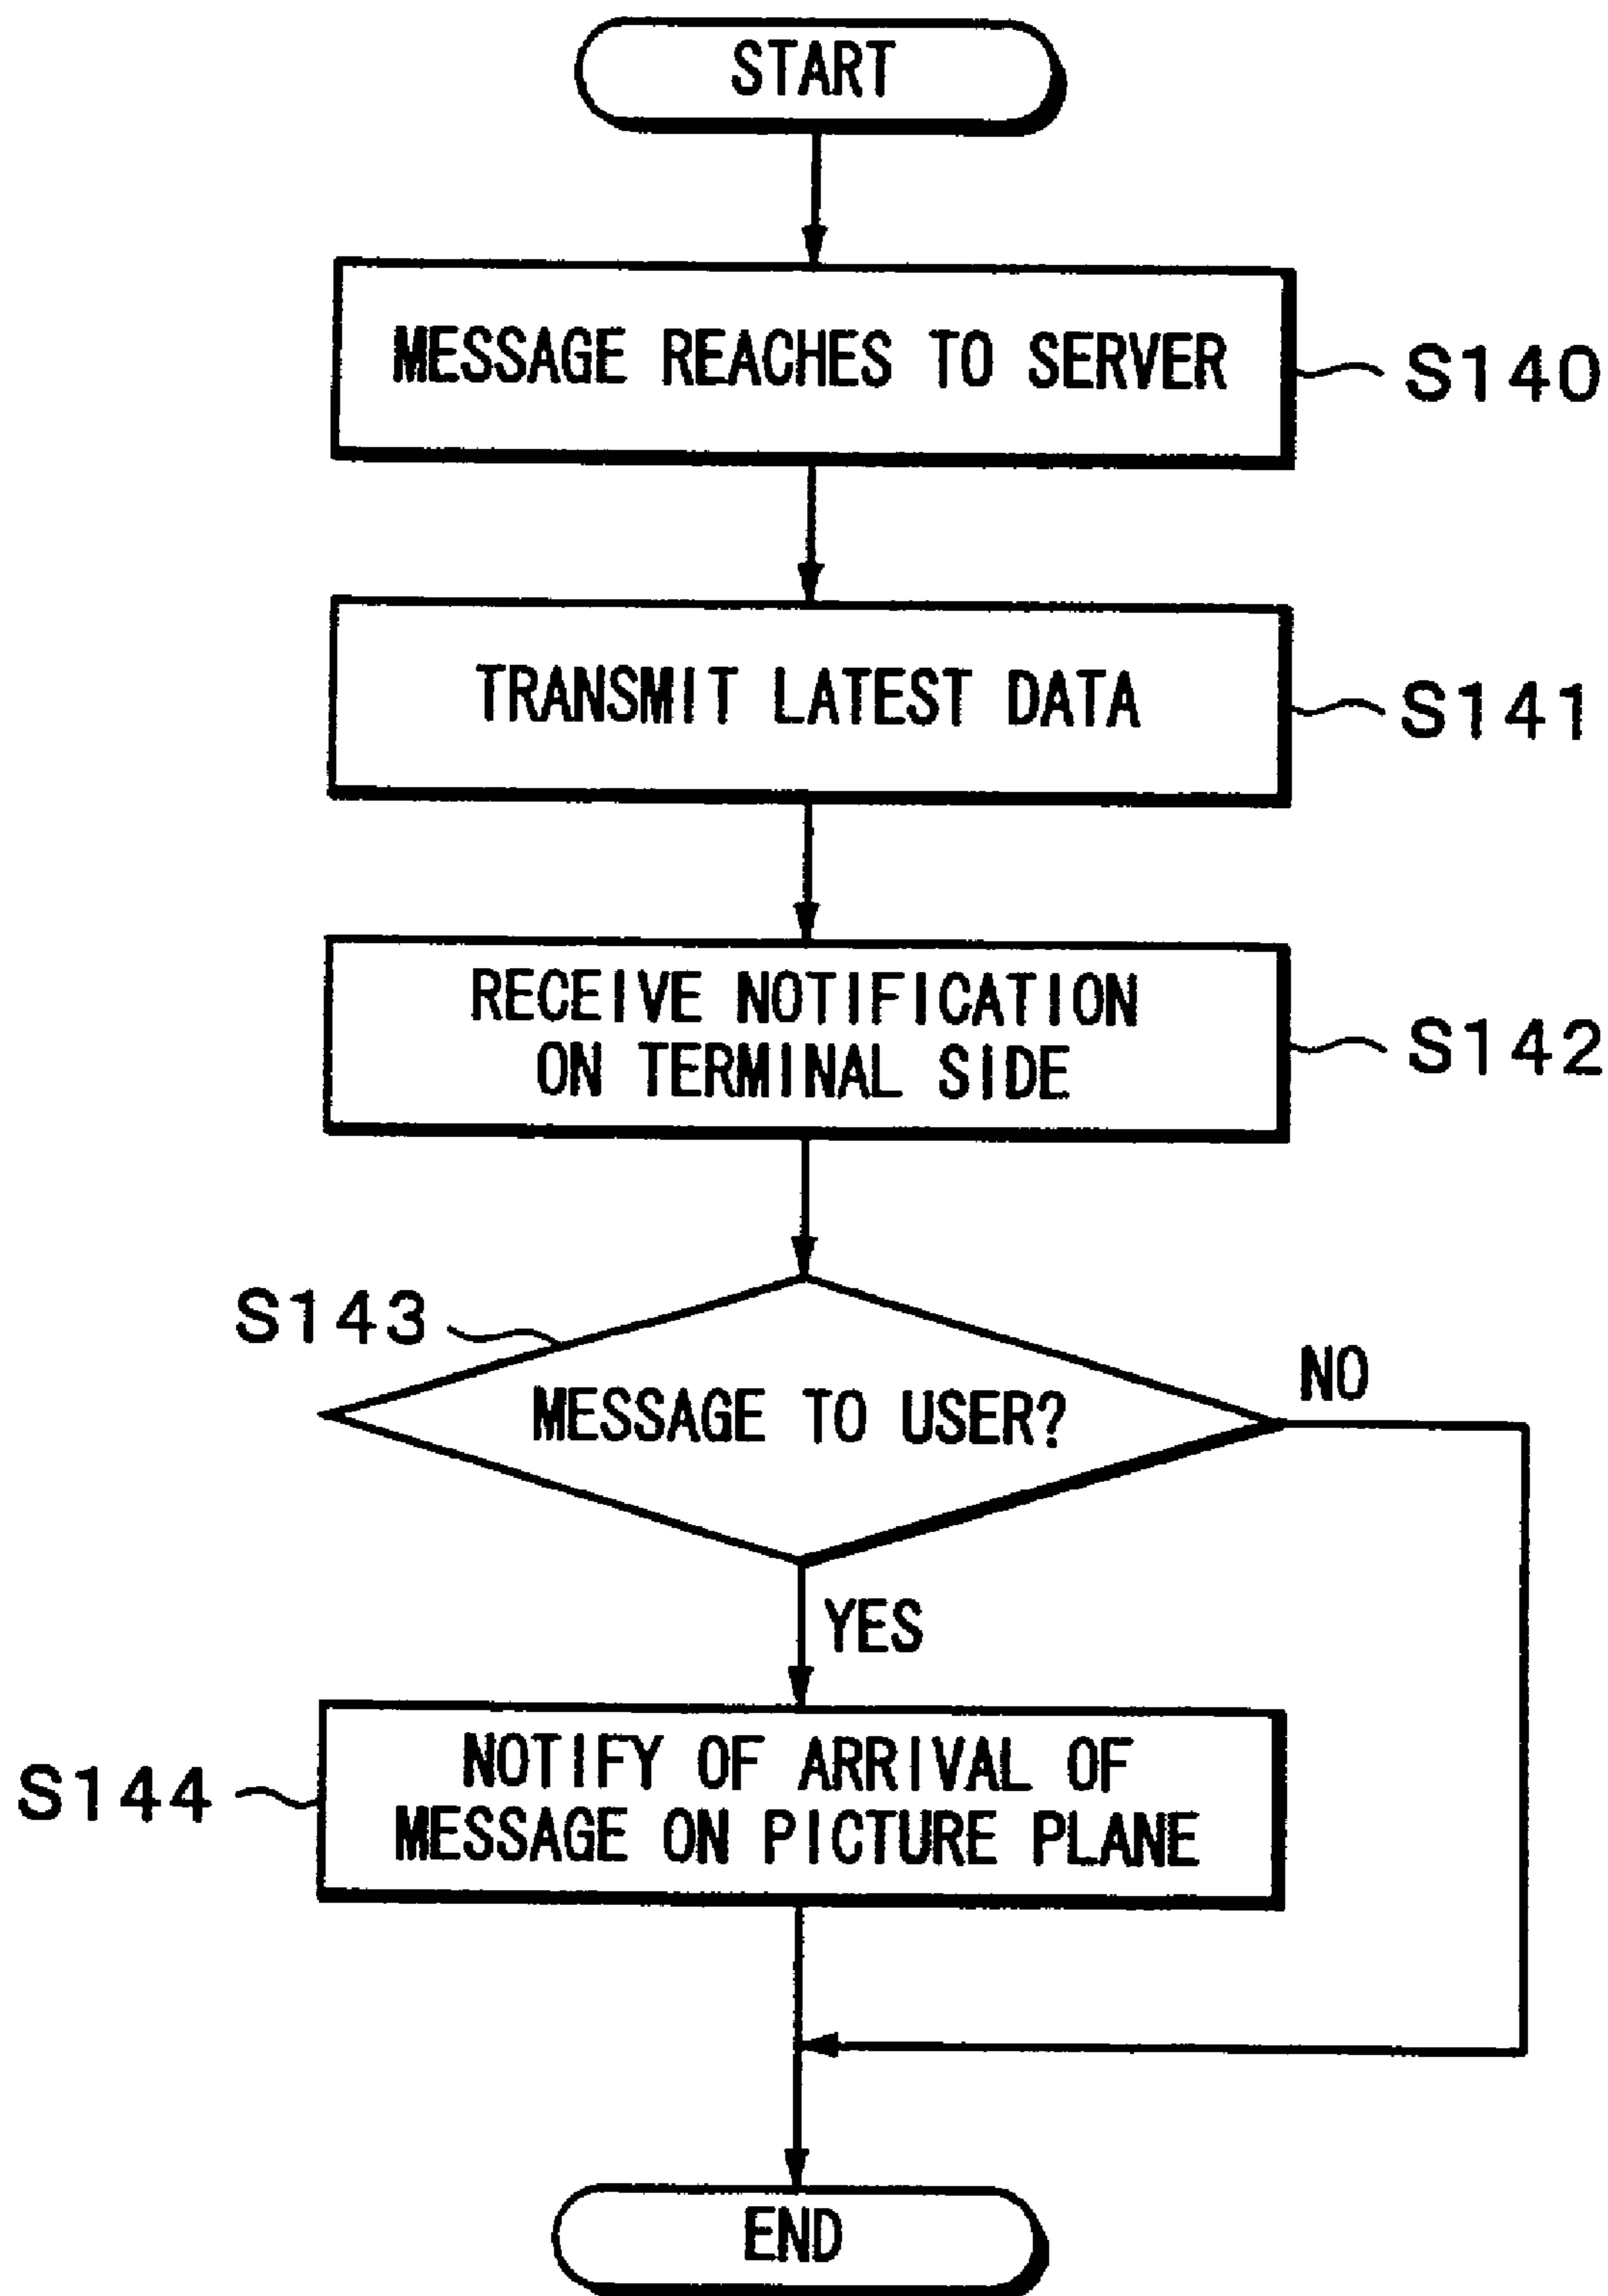 START
MESSAGE REACHES TO SERVER
S140
TRANSMIT LATEST DATA
S141
RECEIVE NOTIFICATION
ON TERMINAL SIDE
S142
S143
MESSAGE TO USER?
NO
YES
S144
NOTIFY OF ARRIVAL OF
MESSAGE ON PICTURE PLANE
END